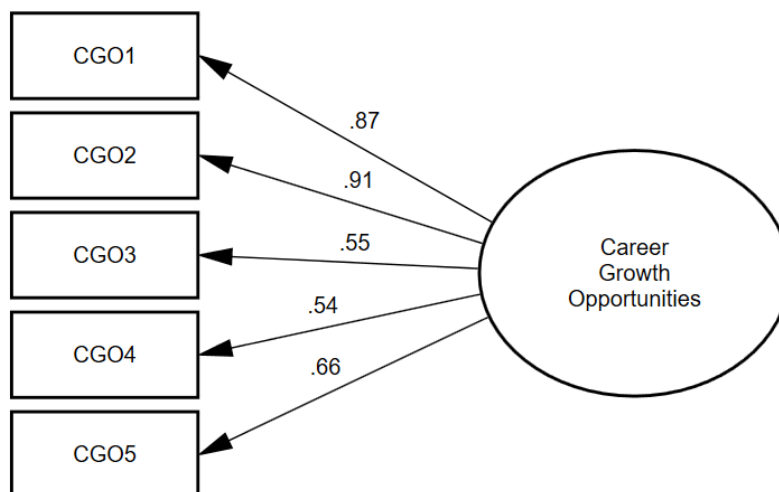 CGO1
.87
CGO2
.91
CGO3
.55
Career
Growth
Opportunities
CGO4
.54
CGO5
.66